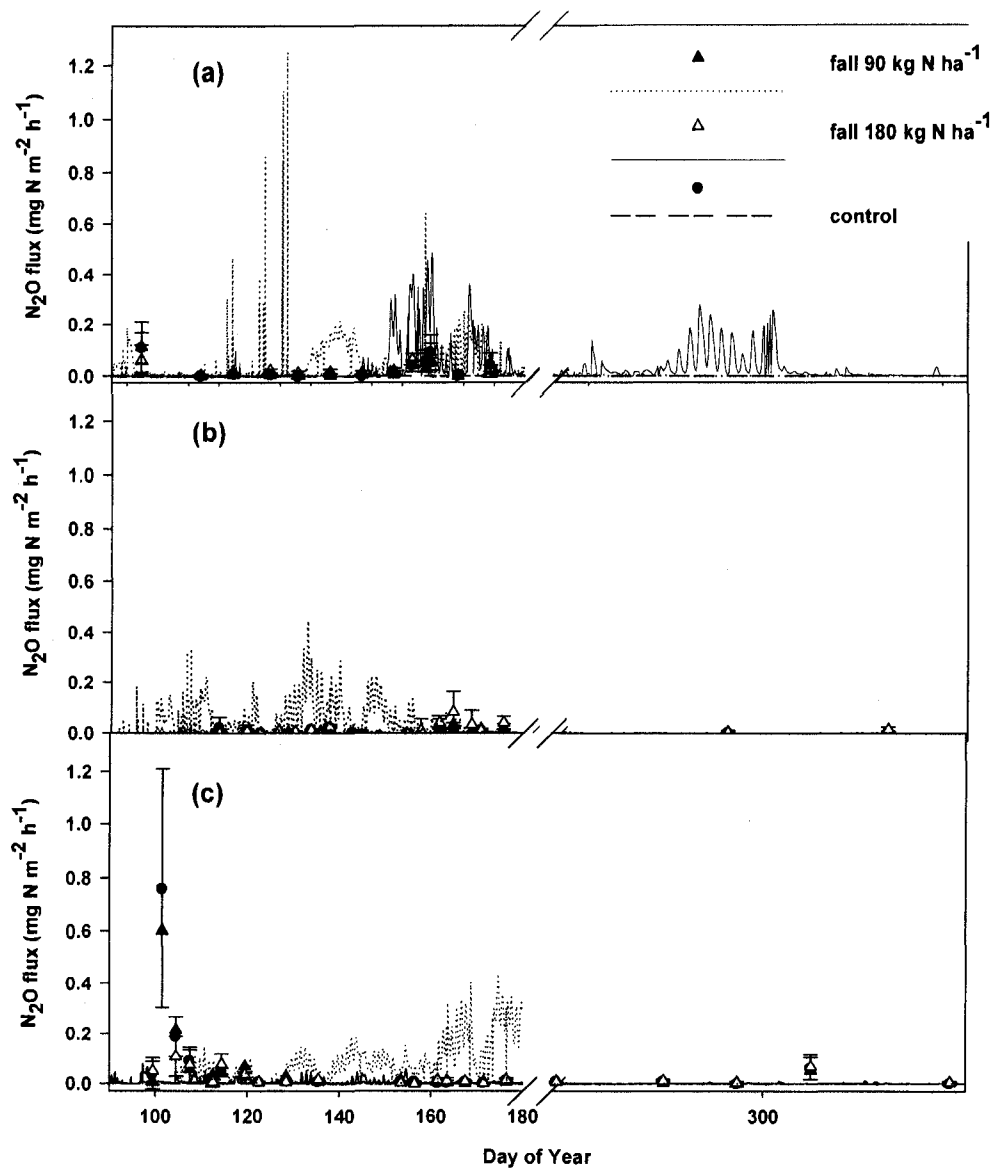 (a)
N₂O flux (mg N m⁻² h⁻¹)
1.2
1.0
0.8
0.6
0.4
0.2
0.0
fall 90 kg N ha⁻¹
fall 180 kg N ha⁻¹
control
(b)
N₂O flux (mg N m⁻² h⁻¹)
1.2
1.0
0.8
0.6
0.4
0.2
0.0
(c)
N₂O flux (mg N m⁻² h⁻¹)
1.2
1.0
0.8
0.6
0.4
0.2
0.0
100 120 140 160 180 300
Day of Year